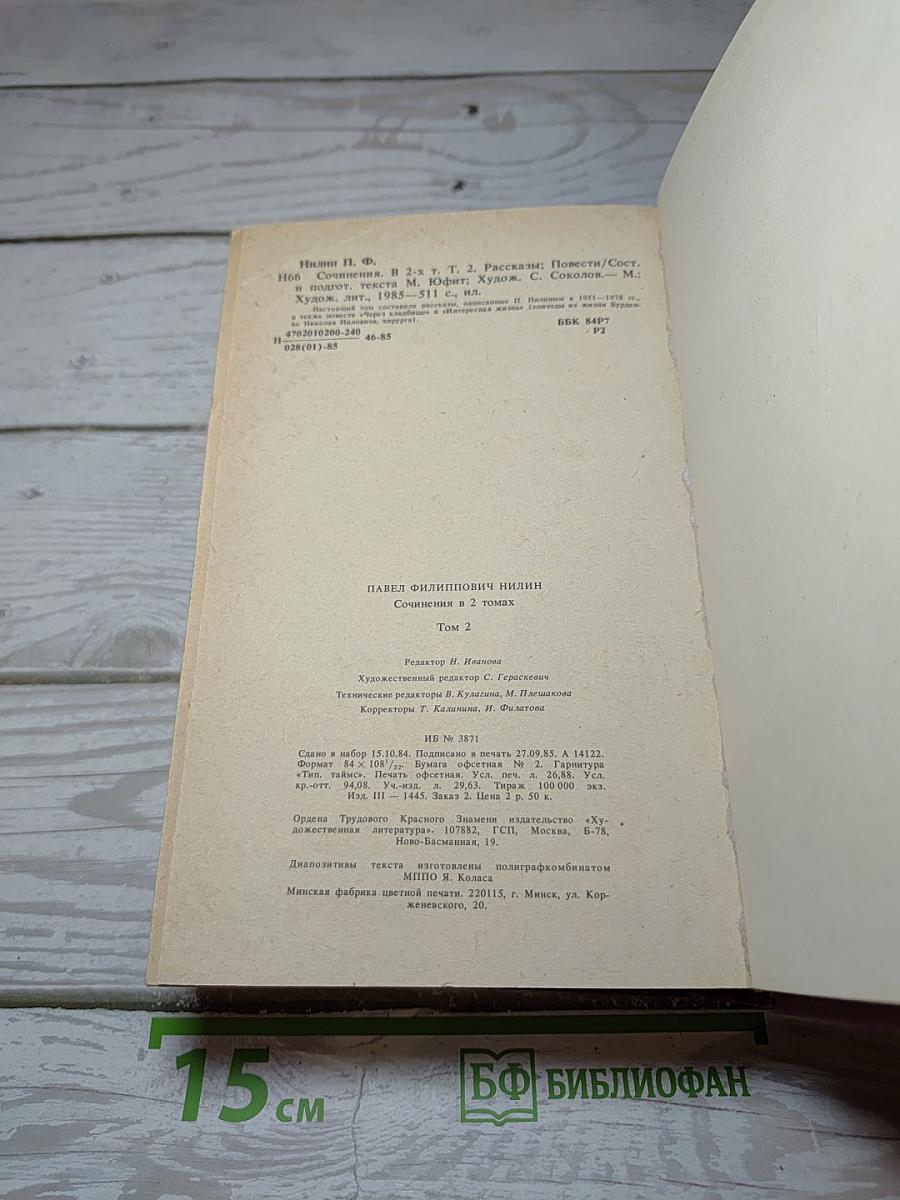 Нилин П. Ф.
Н66 Сочинения. В 2-х т. Т. 2. Рассказы; Повести/Сост.
и подгот. текста М. Юфит; Худож. С. Соколов.— М.:
Худож. лит., 1985—511 с., ил.
Настоящий том составили рассказы, написанные П. Нилиным в 1951—1978 гг.,
а также повести «Через кладбище» и «Интересная жизнь» (эпизоды из жизни Бурден-
ко Николая Ниловича, хирурга).
Н 4702010200-240 46-85
028(01)-85
ББК 84Р7
Р2
ПАВЕЛ ФИЛИППОВИЧ НИЛИН
Сочинения в 2 томах
Том 2
Редактор Н. Иванова
Художественный редактор С. Гераскевич
Технические редакторы В. Кулагина, М. Плешакова
Корректоры Т. Калинина, И. Филатова
ИБ № 3871
Сдано в набор 15.10.84. Подписано в печать 27.09.85. А 14122.
Формат 84 × 108¹/₃₂. Бумага офсетная № 2. Гарнитура
«Тип. таймс». Печать офсетная. Усл. печ. л. 26,88. Усл.
кр.-отт. 94,08. Уч.-изд. л. 29,63. Тираж 100 000 экз.
Изд. III — 1445. Заказ 2. Цена 2 р. 50 к.
Ордена Трудового Красного Знамени издательство «Ху-
дожественная литература». 107882, ГСП, Москва, Б-78,
Ново-Басманная, 19.
Диапозитивы текста изготовлены полиграфкомбинатом
МППО Я. Коласа
Минская фабрика цветной печати. 220115, г. Минск, ул. Кор-
женевского, 20.
15 см
БФ БИБЛИОФАН